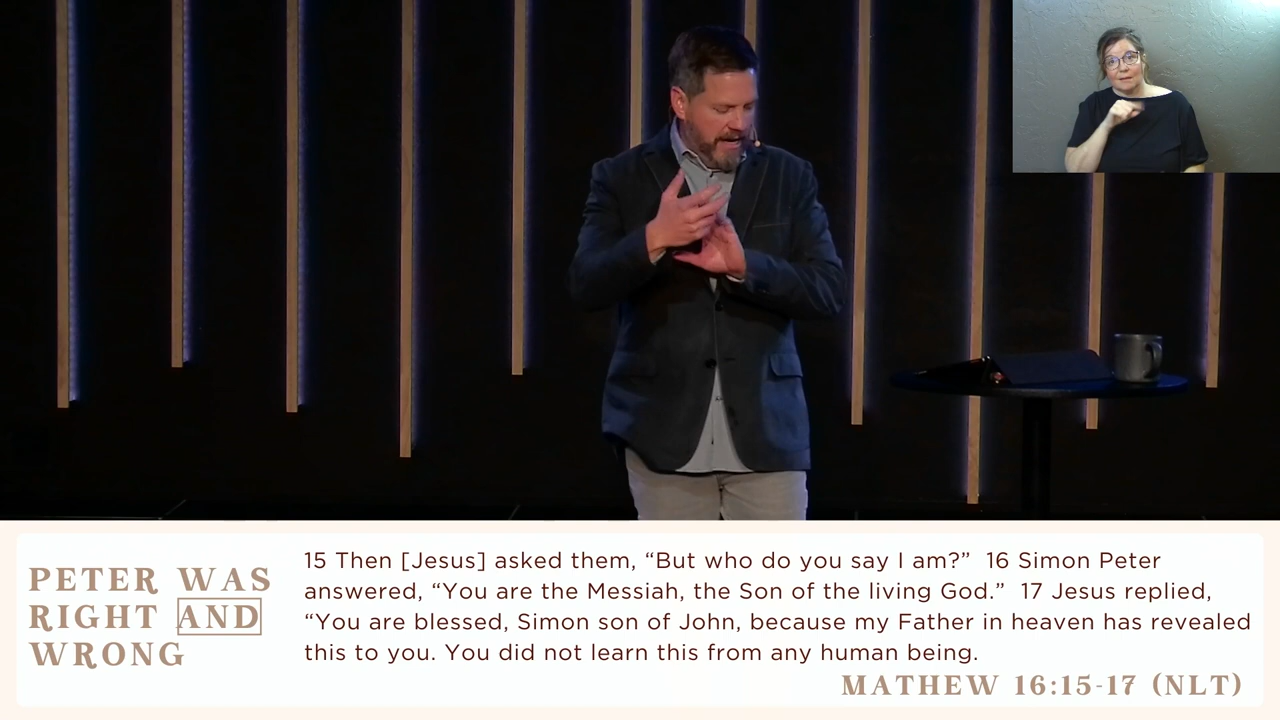 PETER WAS
RIGHT AND
WRONG
15 Then [Jesus] asked them, “But who do you say I am?”  16 Simon Peter
answered, “You are the Messiah, the Son of the living God.”  17 Jesus replied,
“You are blessed, Simon son of John, because my Father in heaven has revealed
this to you. You did not learn this from any human being.
MATHEW 16:15-17 (NLT)